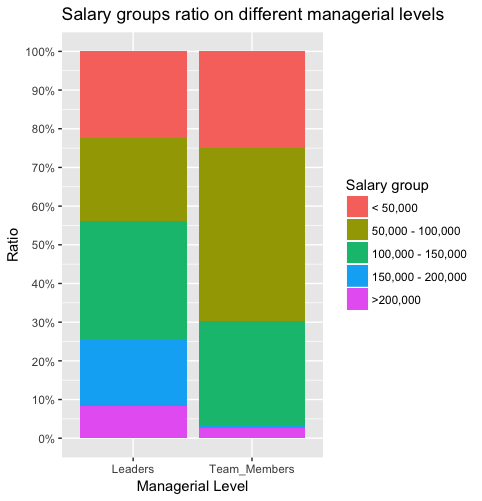 Salary groups ratio on different managerial levels
100%
90%
80%
70%
60%
50%
40%
30%
20%
10%
0%
Ratio
Leaders Team_Members
Managerial Level
Salary group
< 50,000
50,000 - 100,000
100,000 - 150,000
150,000 - 200,000
>200,000